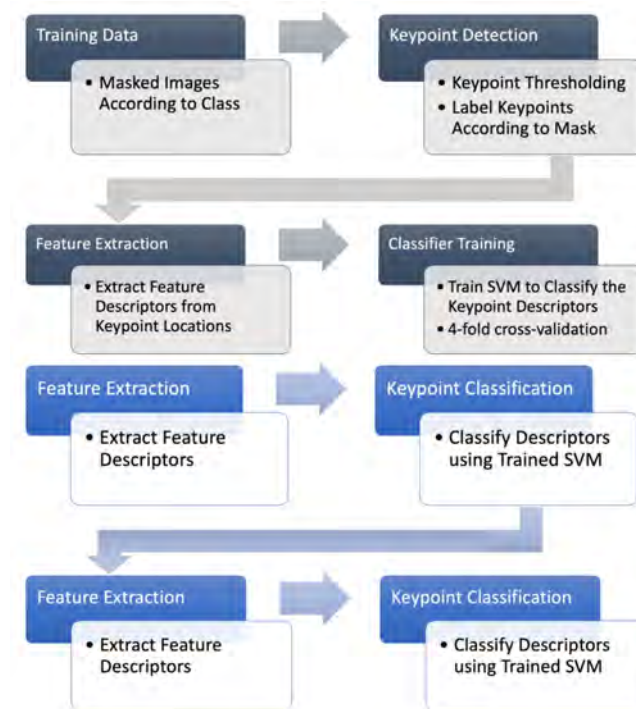 Training Data
• Masked Images
According to Class
Keypoint Detection
• Keypoint Thresholding
• Label Keypoints
According to Mask
Feature Extraction
• Extract Feature
Descriptors from
Keypoint Locations
Classifier Training
• Train SVM to Classify the
Keypoint Descriptors
• 4-fold cross-validation
Feature Extraction
• Extract Feature
Descriptors
Keypoint Classification
• Classify Descriptors
using Trained SVM
Feature Extraction
• Extract Feature
Descriptors
Keypoint Classification
• Classify Descriptors
using Trained SVM